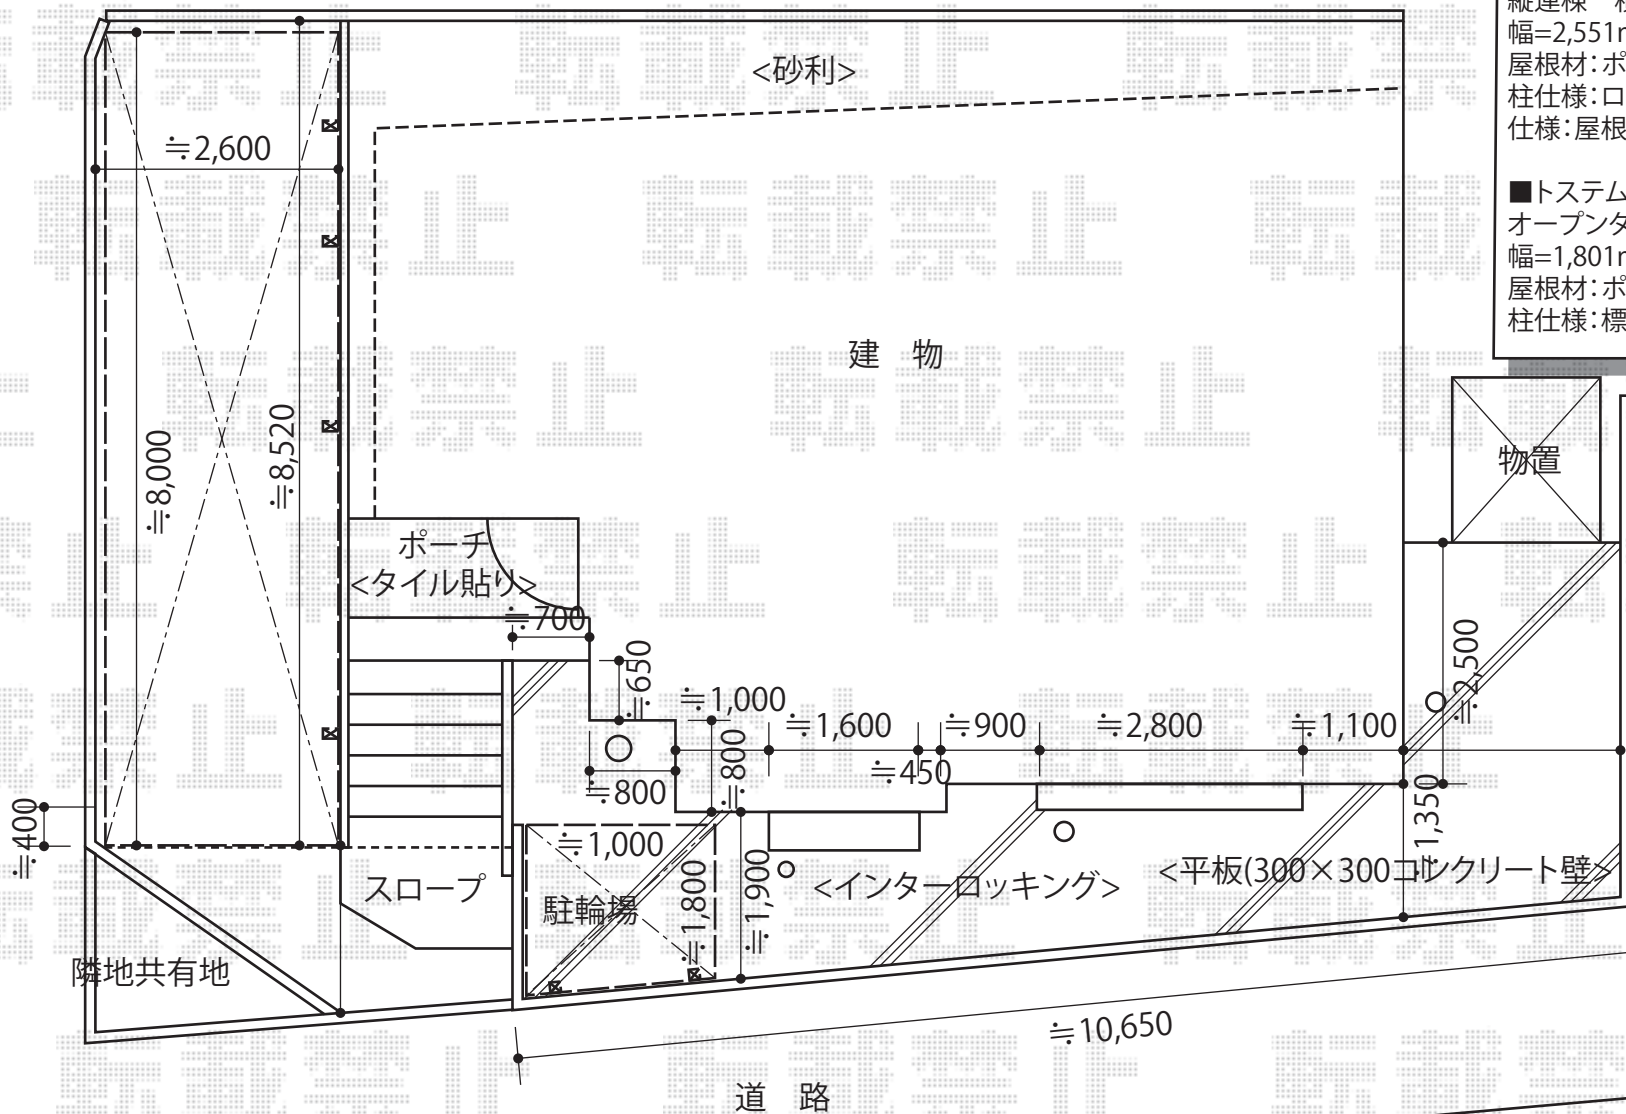 縦連棟
幅=2,551m
屋根材：ポ
柱仕様：ロ
仕様：屋根
■トステム
オープンタ
幅=1,801m
屋根材：ポ
柱仕様：標
<砂利>
≒2,600
建　物
物置
≒8,000
≒8,520
ポーチ
<タイル貼り>
≒700
≒650
≒2,500
≒1,000
≒1,600
≒900
≒2,800
≒1,100
≒800
≒450
≒800
≒400
≒1,350
≒1,000
スロープ
駐輪場
≒1,800
≒1,900
<インターロッキング>
<平板(300×300コンクリート壁>
隣地共有地
≒10,650
道　路
転載禁止